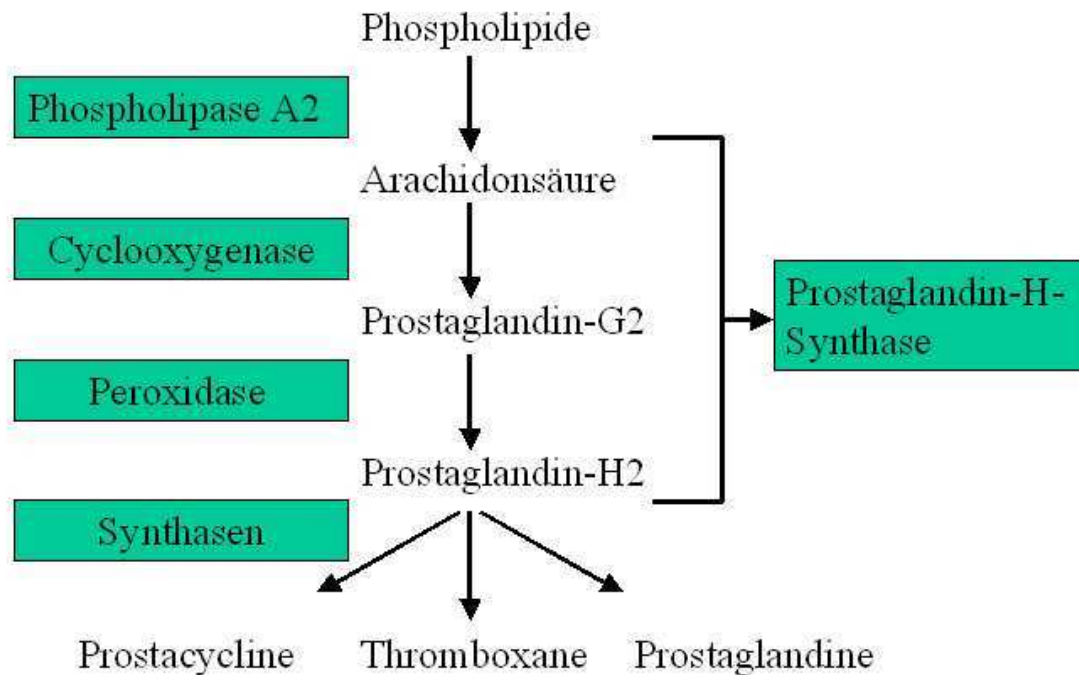 Phospholipide
Phospholipase A2
Arachidonsäure
Cyclooxygenase
Prostaglandin-G2
Prostaglandin-H-
Synthase
Peroxidase
Prostaglandin-H2
Synthasen
Prostacycline
Thromboxane
Prostaglandine